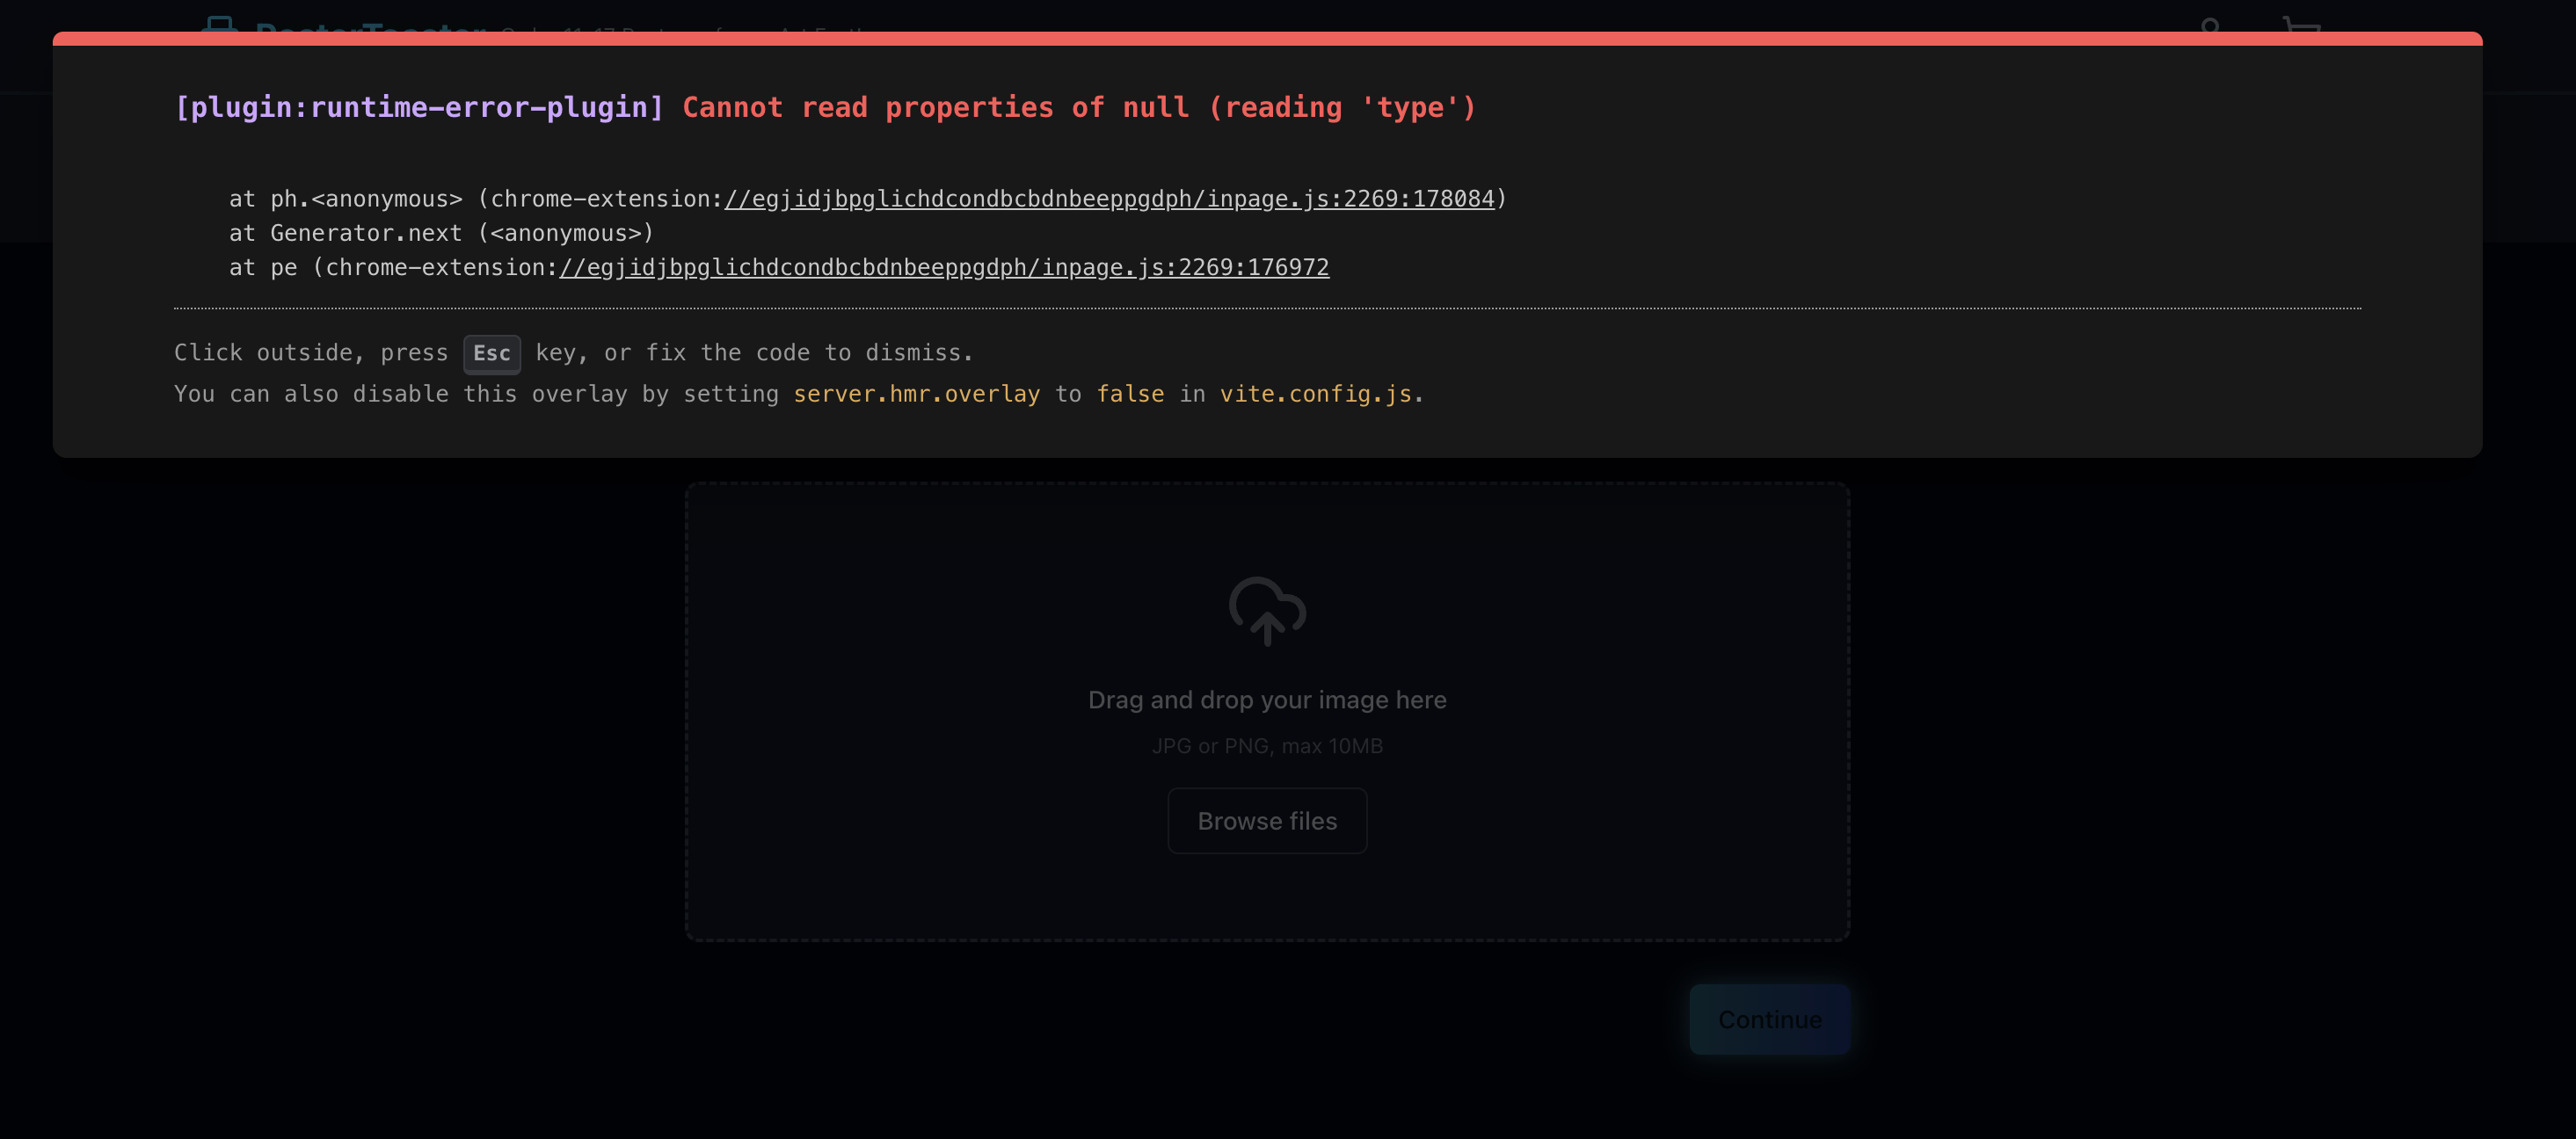 [plugin:runtime-error-plugin] Cannot read properties of null (reading 'type')
at ph.<anonymous> (chrome-extension://egjidjbpglichdcondbcbdnbeeppgdph/inpage.js:2269:178084)
at Generator.next (<anonymous>)
at pe (chrome-extension://egjidjbpglichdcondbcbdnbeeppgdph/inpage.js:2269:176972
Click outside, press Esc key, or fix the code to dismiss.
You can also disable this overlay by setting server.hmr.overlay to false in vite.config.js.
Drag and drop your image here
JPG or PNG, max 10MB
Browse files
Continue